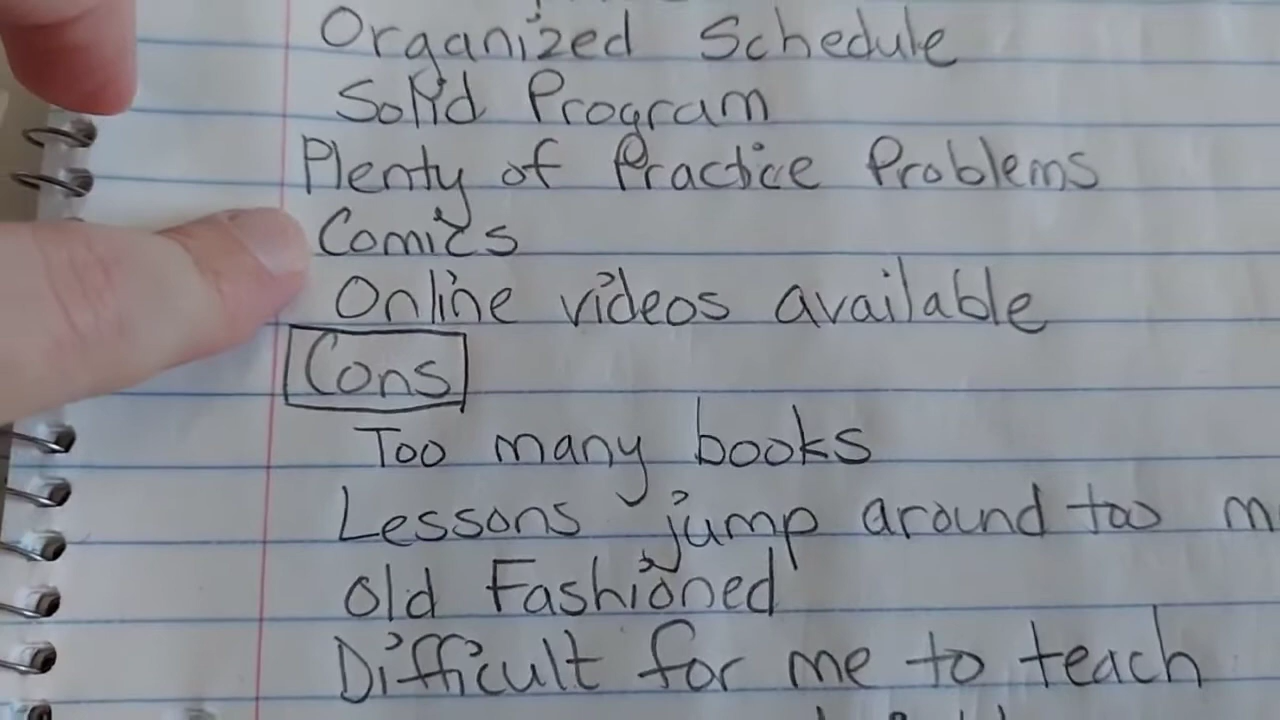 Organized Schedule
Solid Program
Plenty of Practice Problems
Comics
Online videos available
Cons
Too many books
Lessons jump around too m
Old Fashioned
Difficult for me to teach